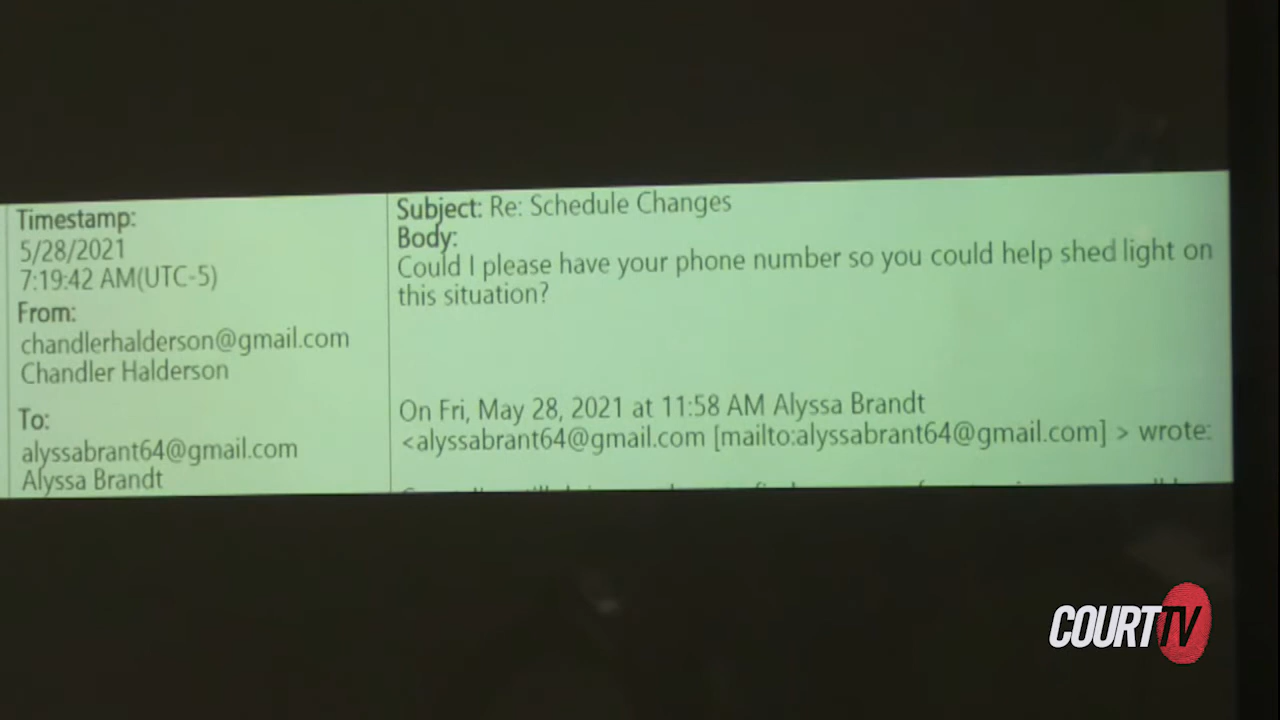 Timestamp:
5/28/2021
7:19:42 AM(UTC-5)
From:
chandlerhalderson@gmail.com
Chandler Halderson
To:
alyssabrant64@gmail.com
Alyssa Brandt
Subject: Re: Schedule Changes
Body:
Could I please have your phone number so you could help shed light on
this situation?
On Fri, May 28, 2021 at 11:58 AM Alyssa Brandt
<alyssabrant64@gmail.com [mailto:alyssabrant64@gmail.com] > wrote:
COURT TV